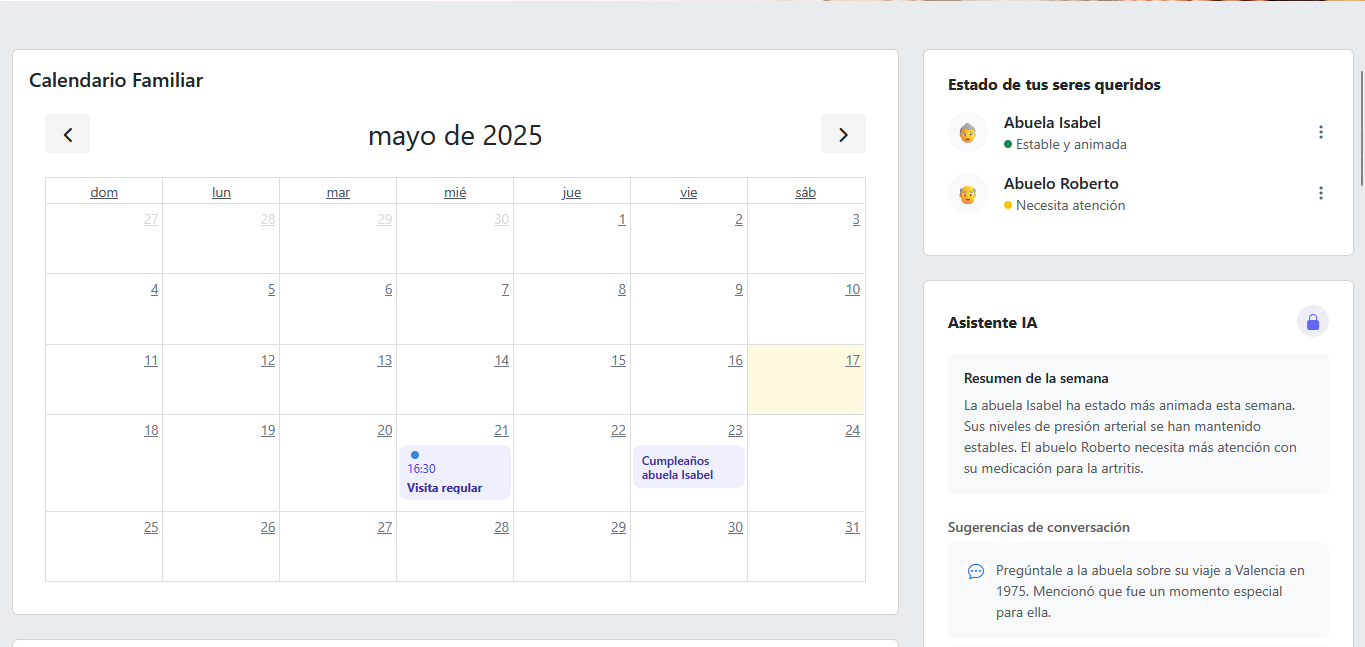 Calendario Familiar
mayo de 2025
dom lun mar mié jue vie sáb
27 28 29 30 1 2 3
4 5 6 7 8 9 10
11 12 13 14 15 16 17
18 19 20 21 22 23 24
16:30
Visita regular
Cumpleaños
abuela Isabel
25 26 27 28 29 30 31
Estado de tus seres queridos
Abuela Isabel
Estable y animada
Abuelo Roberto
Necesita atención
Asistente IA
Resumen de la semana
La abuela Isabel ha estado más animada esta semana.
Sus niveles de presión arterial se han mantenido
estables. El abuelo Roberto necesita más atención con
su medicación para la artritis.
Sugerencias de conversación
Pregúntale a la abuela sobre su viaje a Valencia en
1975. Mencionó que fue un momento especial
para ella.